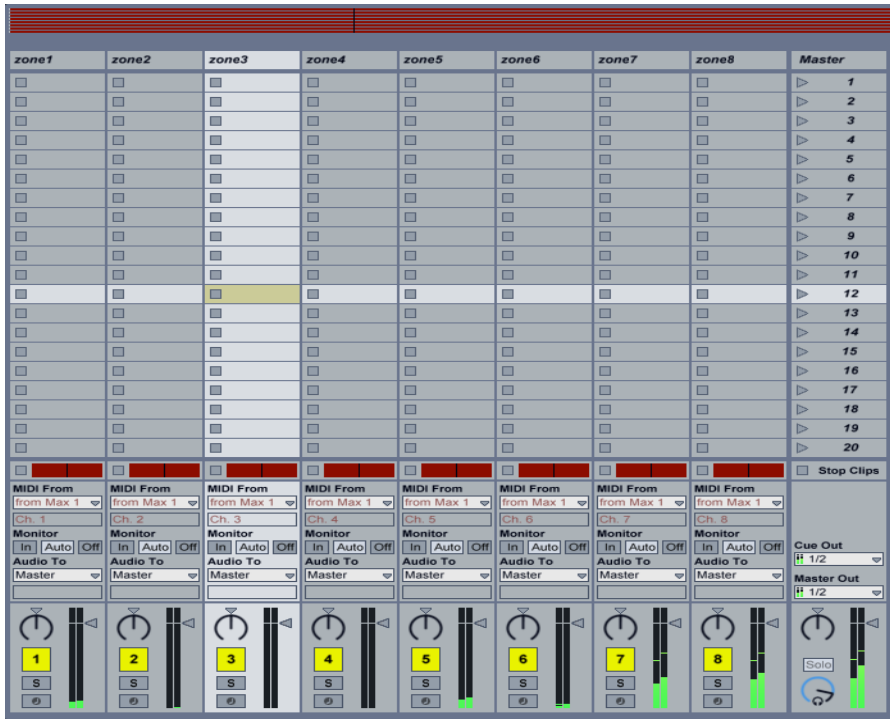 zone1 zone2 zone3 zone4 zone5 zone6 zone7 zone8 Master
1
2
3
4
5
6
7
8
9
10
11
12
13
14
15
16
17
18
19
20
Stop Clips
MIDI From MIDI From MIDI From MIDI From MIDI From MIDI From MIDI From MIDI From
from Max 1 from Max 1 from Max 1 from Max 1 from Max 1 from Max 1 from Max 1 from Max 1
Ch. 1 Ch. 2 Ch. 3 Ch. 4 Ch. 5 Ch. 6 Ch. 7 Ch. 8
Monitor Monitor Monitor Monitor Monitor Monitor Monitor Monitor
In Auto Off In Auto Off In Auto Off In Auto Off In Auto Off In Auto Off In Auto Off In Auto Off Cue Out
Audio To Audio To Audio To Audio To Audio To Audio To Audio To Audio To 1/2
Master Master Master Master Master Master Master Master Master Out
1/2
1 2 3 4 5 6 7 8 Solo
S S S S S S S S